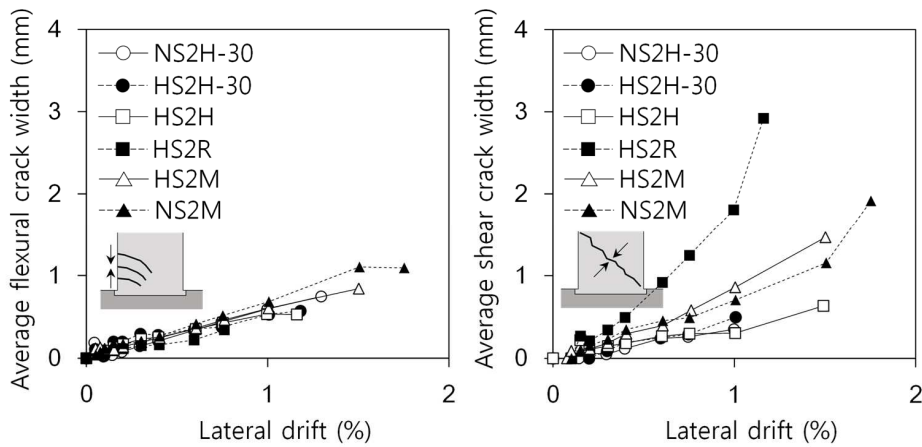 Average flexural crack width (mm)
4
3
2
1
0
NS2H-30
HS2H-30
HS2H
HS2R
HS2M
NS2M
0
1
2
Lateral drift (%)
Average shear crack width (mm)
4
3
2
1
0
NS2H-30
HS2H-30
HS2H
HS2R
HS2M
NS2M
0
1
2
Lateral drift (%)